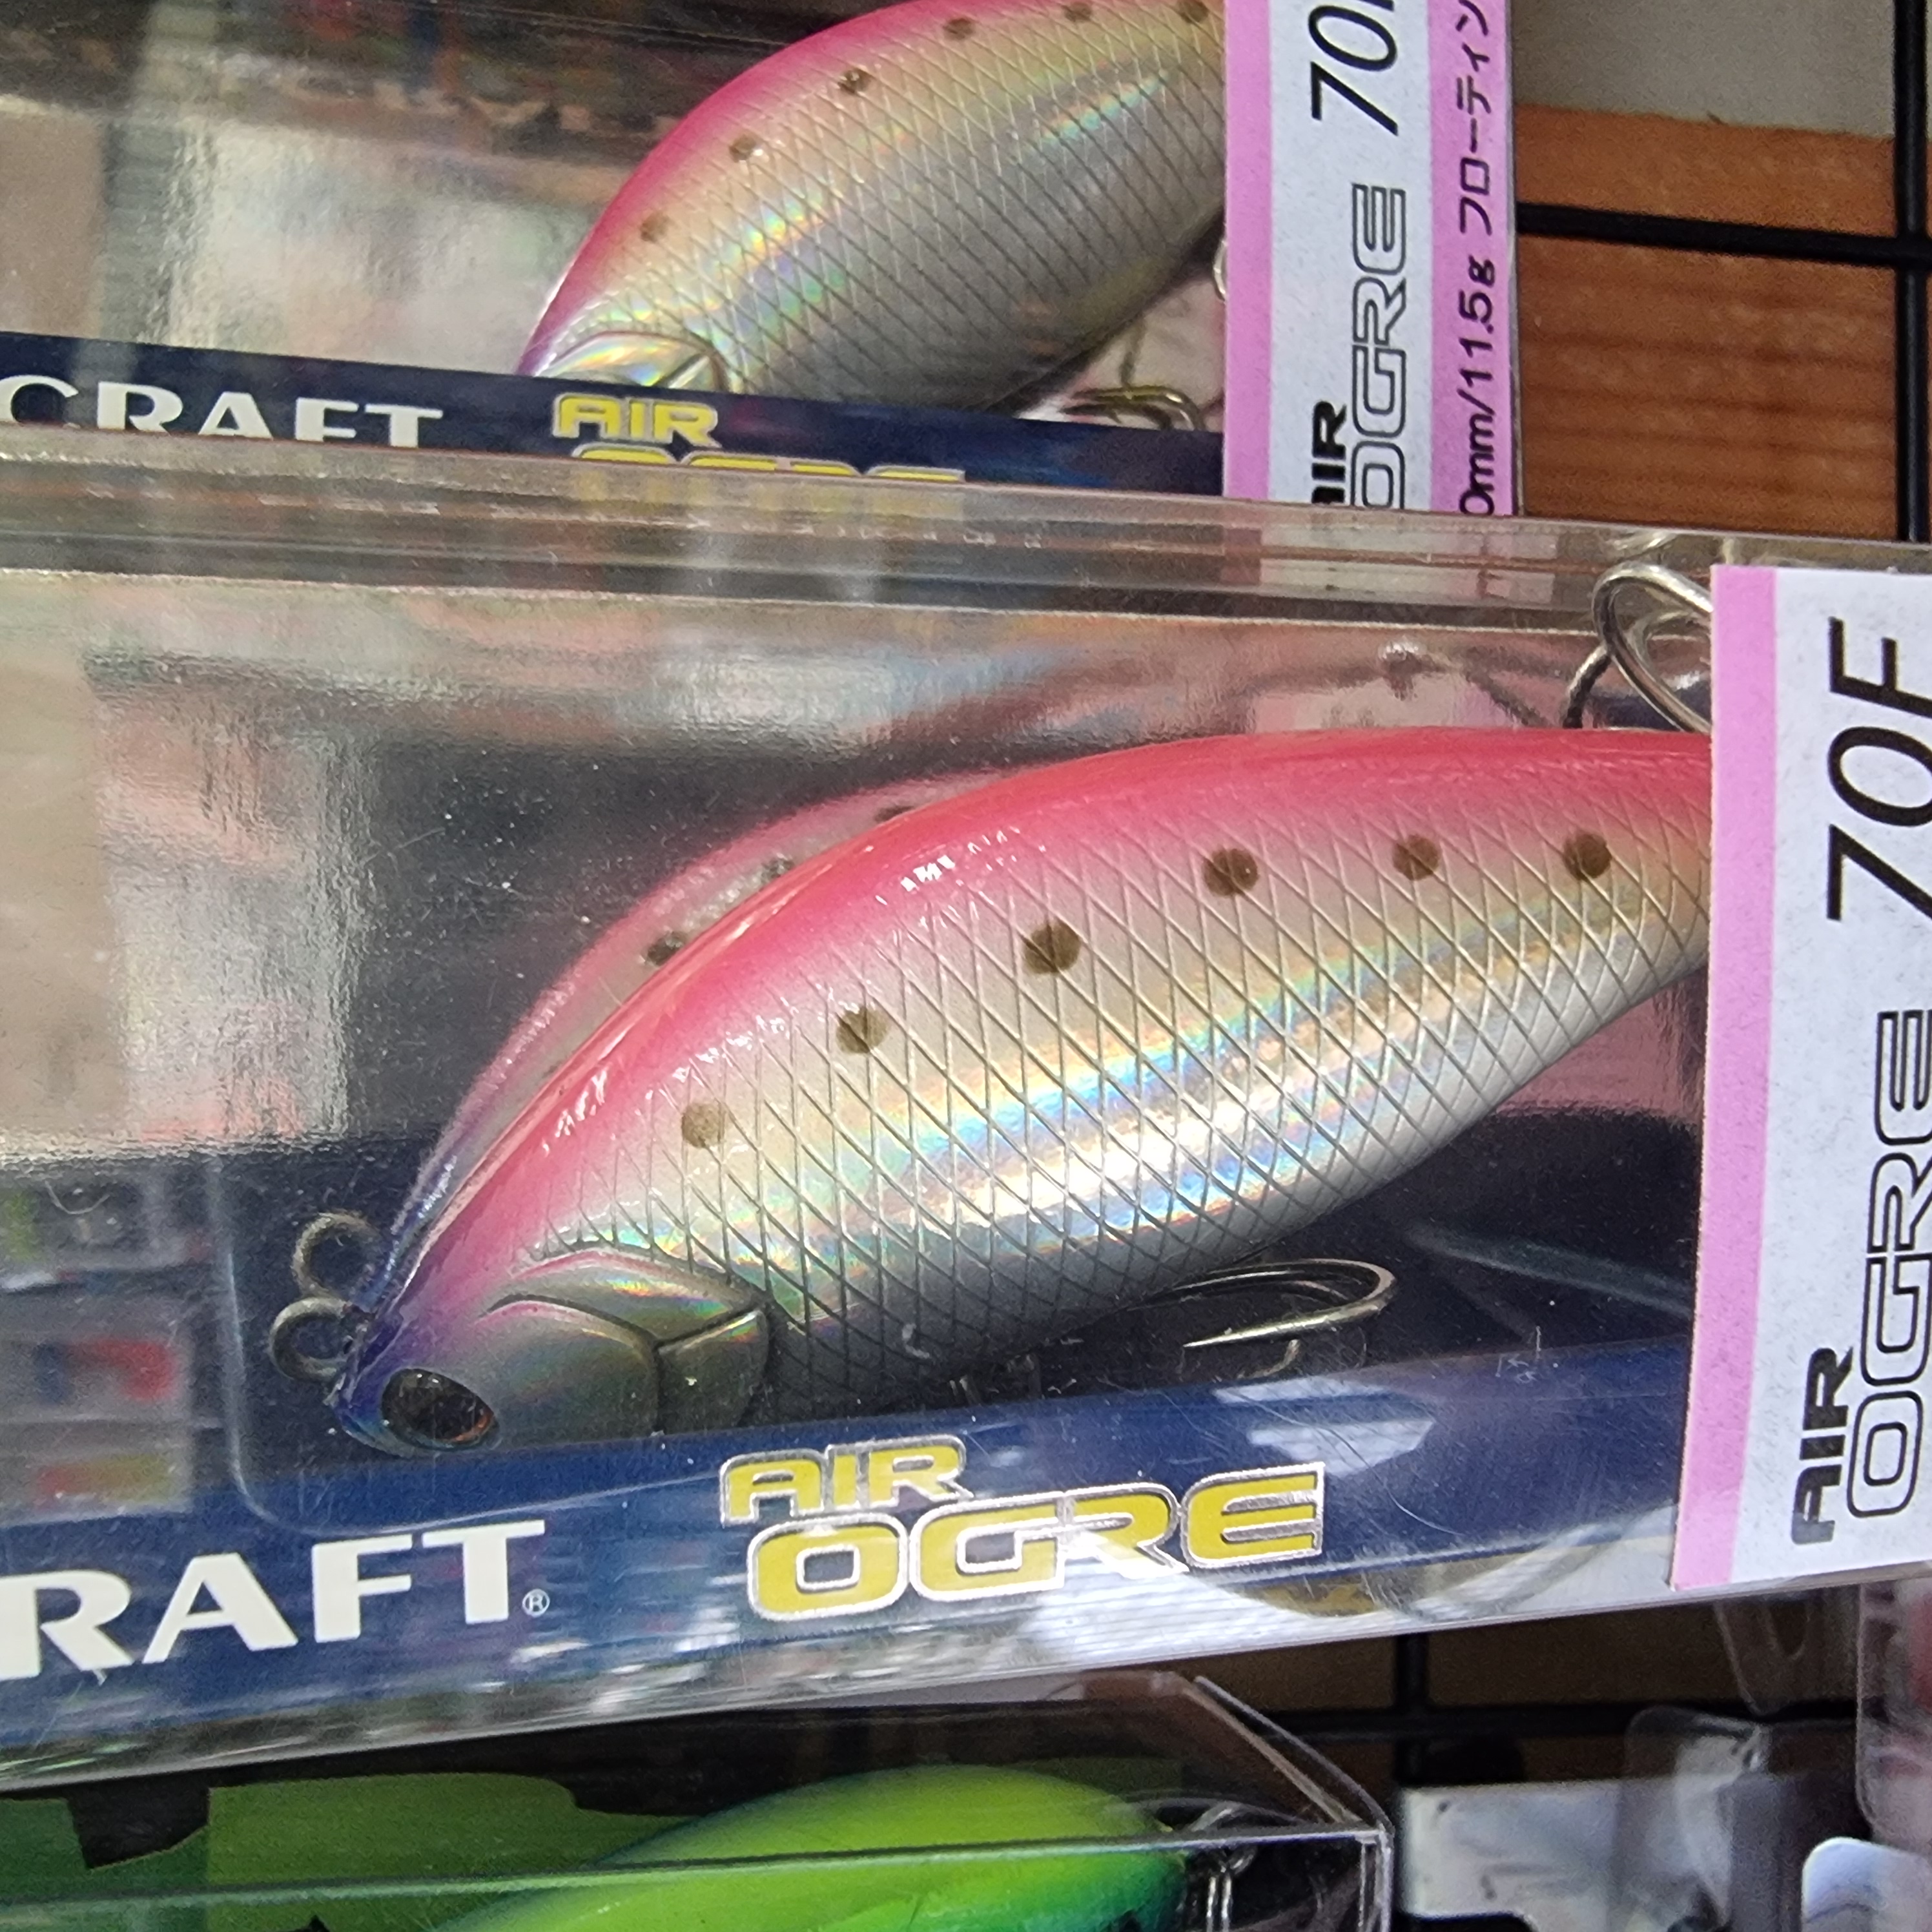 CRAFT
AIR
OGRE
AIR
OGRE 70F
0mm/11.5g フローティン
RAFT®
AIR
OGRE
AIR
OGRE 70F